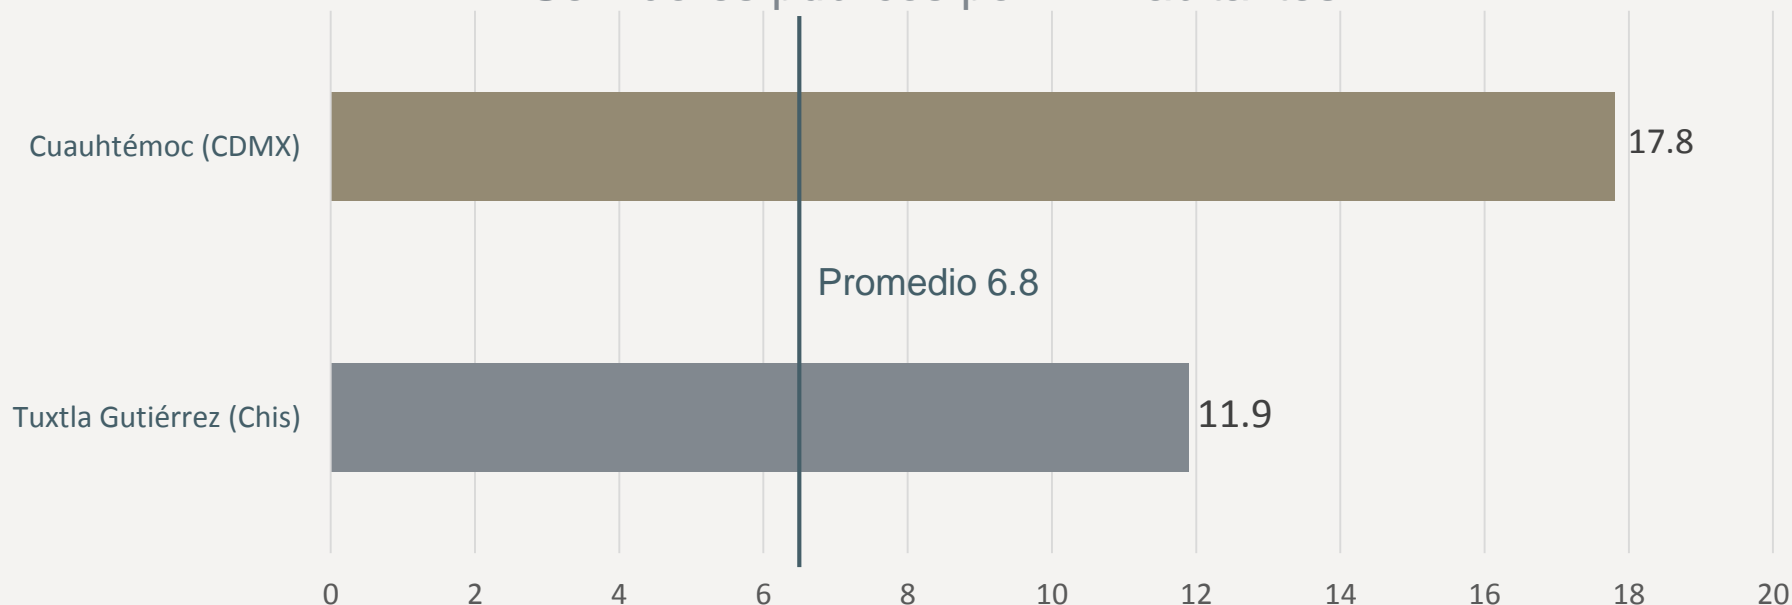 Cuauhtémoc (CDMX)
17.8
Promedio 6.8
Tuxtla Gutiérrez (Chis)
11.9
0 2 4 6 8 10 12 14 16 18 20